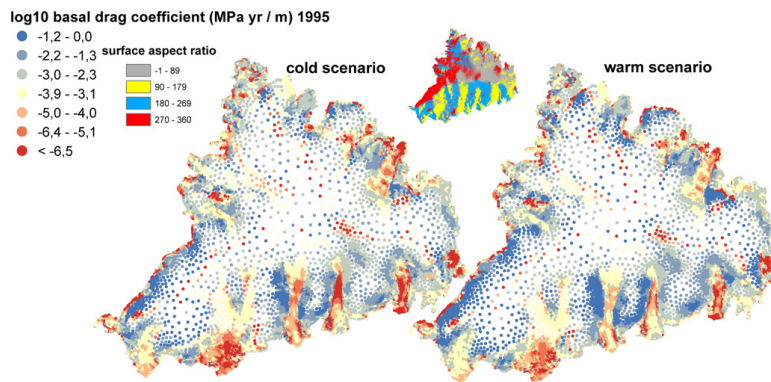 log10 basal drag coefficient (MPa yr / m) 1995
-1,2 - 0,0
-2,2 - -1,3
-3,0 - -2,3
-3,9 - -3,1
-5,0 - -4,0
-6,4 - -5,1
< -6,5
surface aspect ratio
-1 - 89
90 - 179
180 - 269
270 - 360
cold scenario
warm scenario